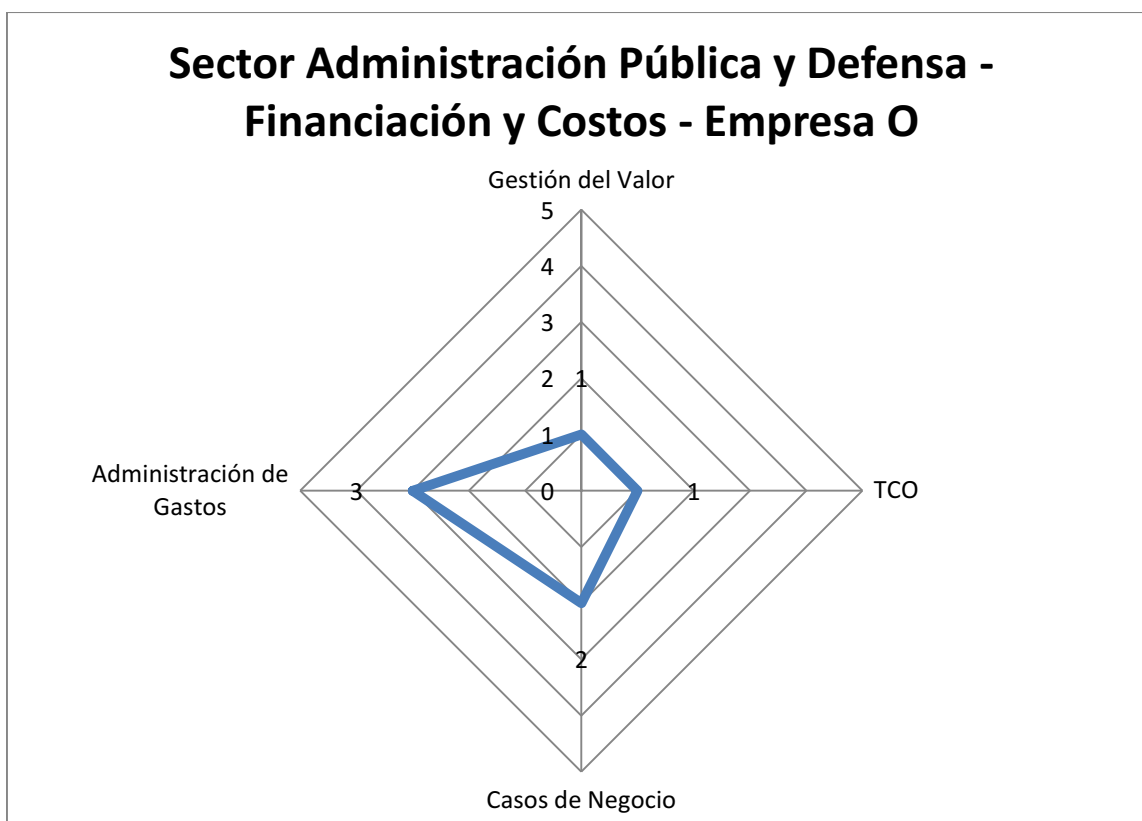 Sector Administración Pública y Defensa -
Financiación y Costos - Empresa O
Gestión del Valor
5
4
3
2 1
1
Administración de
Gastos
3 0 1 TCO
2
Casos de Negocio